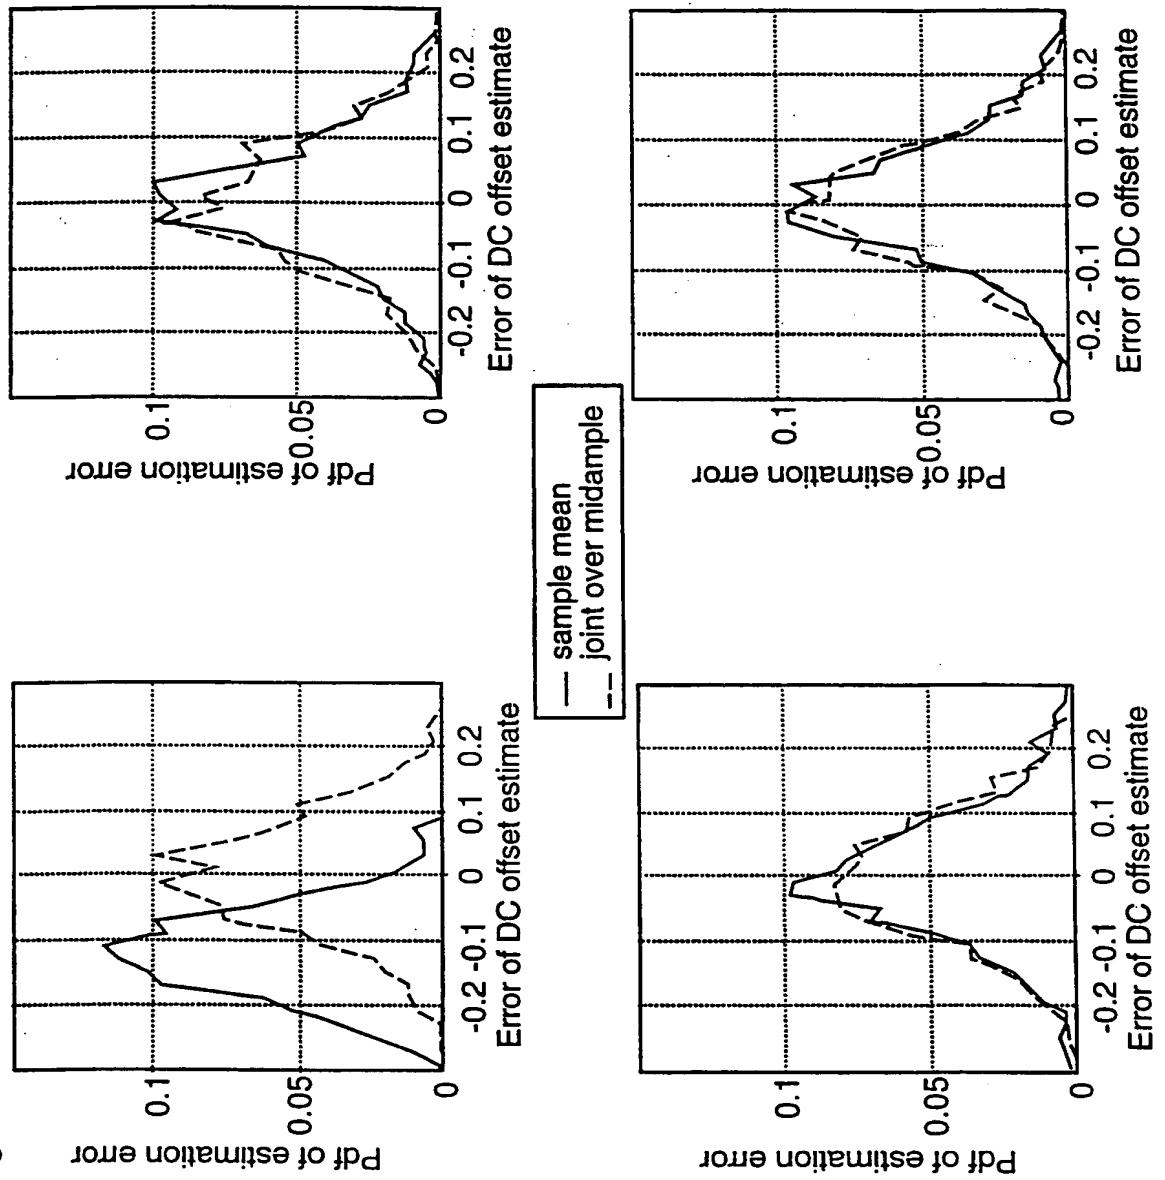 Pdf of estimation error
0.1
0.05
0
-0.2 -0.1 0 0.1 0.2
Error of DC offset estimate
Pdf of estimation error
0.1
0.05
0
-0.2 -0.1 0 0.1 0.2
Error of DC offset estimate
sample mean
joint over midample
Pdf of estimation error
0.1
0.05
0
-0.2 -0.1 0 0.1 0.2
Error of DC offset estimate
Pdf of estimation error
0.1
0.05
0
-0.2 -0.1 0 0.1 0.2
Error of DC offset estimate